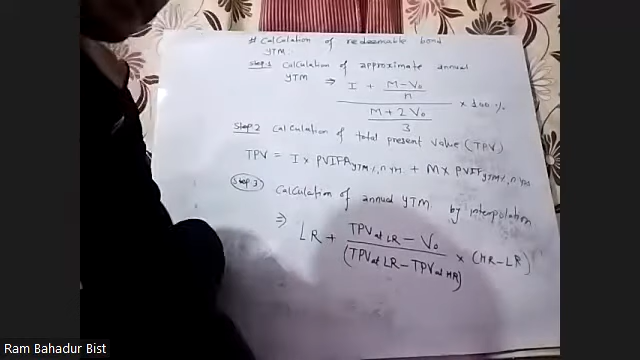 # Calculation of redeemable bond
YTM:
Step:1 Calculation of approximate annual
YTM ⇒ I + M-V₀
n
M+2V₀
3
× 100 %
Step:2 Calculation of total present value (TPV)
TPV = I × PVIFA YTM%, n yrs + M × PVIF YTM%, n yrs
Step 3) Calculation of annual YTM by interpolation
⇒ LR + TPV at LR - V₀
(TPV at LR - TPV at HR)
× (HR-LR)
Ram Bahadur Bist